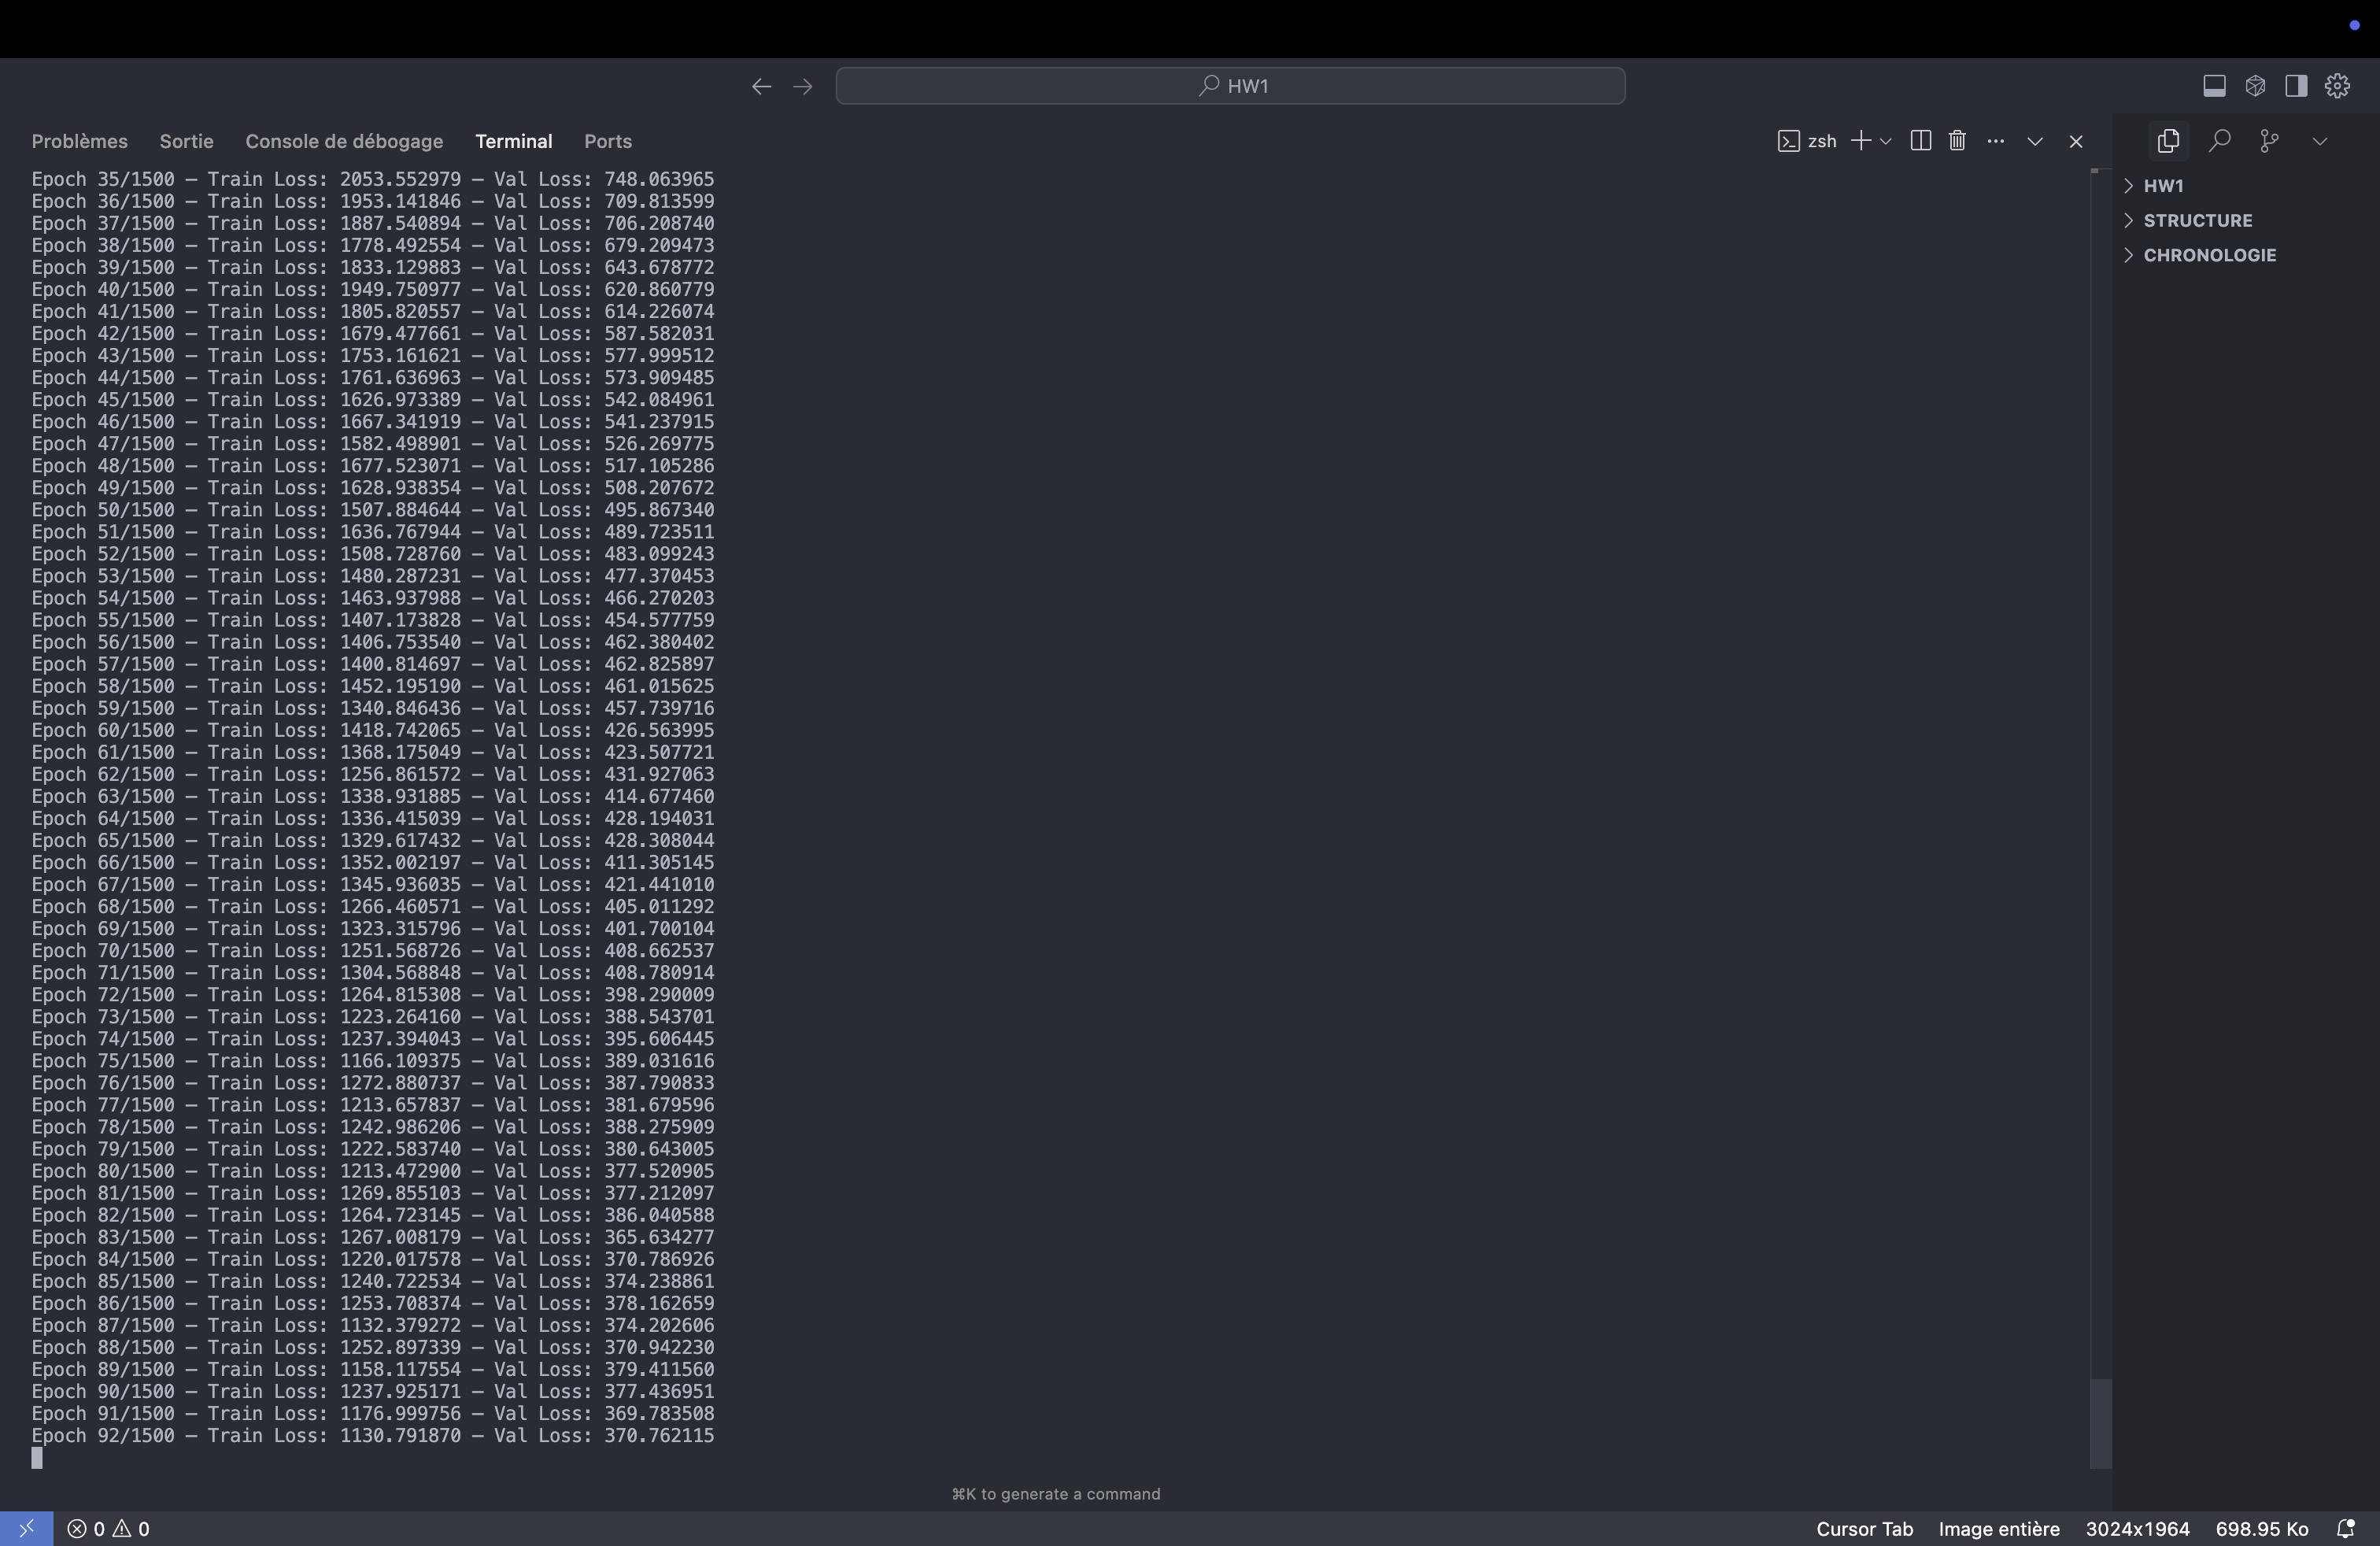 HW1
Problèmes Sortie Console de débogage Terminal Ports zsh
Epoch 35/1500 — Train Loss: 2053.552979 — Val Loss: 748.063965
Epoch 36/1500 — Train Loss: 1953.141846 — Val Loss: 709.813599
Epoch 37/1500 — Train Loss: 1887.540894 — Val Loss: 706.208740
Epoch 38/1500 — Train Loss: 1778.492554 — Val Loss: 679.209473
Epoch 39/1500 — Train Loss: 1833.129883 — Val Loss: 643.678772
Epoch 40/1500 — Train Loss: 1949.750977 — Val Loss: 620.860779
Epoch 41/1500 — Train Loss: 1805.820557 — Val Loss: 614.226074
Epoch 42/1500 — Train Loss: 1679.477661 — Val Loss: 587.582031
Epoch 43/1500 — Train Loss: 1753.161621 — Val Loss: 577.999512
Epoch 44/1500 — Train Loss: 1761.636963 — Val Loss: 573.909485
Epoch 45/1500 — Train Loss: 1626.973389 — Val Loss: 542.084961
Epoch 46/1500 — Train Loss: 1667.341919 — Val Loss: 541.237915
Epoch 47/1500 — Train Loss: 1582.498901 — Val Loss: 526.269775
Epoch 48/1500 — Train Loss: 1677.523071 — Val Loss: 517.105286
Epoch 49/1500 — Train Loss: 1628.938354 — Val Loss: 508.207672
Epoch 50/1500 — Train Loss: 1507.884644 — Val Loss: 495.867340
Epoch 51/1500 — Train Loss: 1636.767944 — Val Loss: 489.723511
Epoch 52/1500 — Train Loss: 1508.728760 — Val Loss: 483.099243
Epoch 53/1500 — Train Loss: 1480.287231 — Val Loss: 477.370453
Epoch 54/1500 — Train Loss: 1463.937988 — Val Loss: 466.270203
Epoch 55/1500 — Train Loss: 1407.173828 — Val Loss: 454.577759
Epoch 56/1500 — Train Loss: 1406.753540 — Val Loss: 462.380402
Epoch 57/1500 — Train Loss: 1400.814697 — Val Loss: 462.825897
Epoch 58/1500 — Train Loss: 1452.195190 — Val Loss: 461.015625
Epoch 59/1500 — Train Loss: 1340.846436 — Val Loss: 457.739716
Epoch 60/1500 — Train Loss: 1418.742065 — Val Loss: 426.563995
Epoch 61/1500 — Train Loss: 1368.175049 — Val Loss: 423.507721
Epoch 62/1500 — Train Loss: 1256.861572 — Val Loss: 431.927063
Epoch 63/1500 — Train Loss: 1338.931885 — Val Loss: 414.677460
Epoch 64/1500 — Train Loss: 1336.415039 — Val Loss: 428.194031
Epoch 65/1500 — Train Loss: 1329.617432 — Val Loss: 428.308044
Epoch 66/1500 — Train Loss: 1352.002197 — Val Loss: 411.305145
Epoch 67/1500 — Train Loss: 1345.936035 — Val Loss: 421.441010
Epoch 68/1500 — Train Loss: 1266.460571 — Val Loss: 405.011292
Epoch 69/1500 — Train Loss: 1323.315796 — Val Loss: 401.700104
Epoch 70/1500 — Train Loss: 1251.568726 — Val Loss: 408.662537
Epoch 71/1500 — Train Loss: 1304.568848 — Val Loss: 408.780914
Epoch 72/1500 — Train Loss: 1264.815308 — Val Loss: 398.290009
Epoch 73/1500 — Train Loss: 1223.264160 — Val Loss: 388.543701
Epoch 74/1500 — Train Loss: 1237.394043 — Val Loss: 395.606445
Epoch 75/1500 — Train Loss: 1166.109375 — Val Loss: 389.031616
Epoch 76/1500 — Train Loss: 1272.880737 — Val Loss: 387.790833
Epoch 77/1500 — Train Loss: 1213.657837 — Val Loss: 381.679596
Epoch 78/1500 — Train Loss: 1242.986206 — Val Loss: 388.275909
Epoch 79/1500 — Train Loss: 1222.583740 — Val Loss: 380.643005
Epoch 80/1500 — Train Loss: 1213.472900 — Val Loss: 377.520905
Epoch 81/1500 — Train Loss: 1269.855103 — Val Loss: 377.212097
Epoch 82/1500 — Train Loss: 1264.723145 — Val Loss: 386.040588
Epoch 83/1500 — Train Loss: 1267.008179 — Val Loss: 365.634277
Epoch 84/1500 — Train Loss: 1220.017578 — Val Loss: 370.786926
Epoch 85/1500 — Train Loss: 1240.722534 — Val Loss: 374.238861
Epoch 86/1500 — Train Loss: 1253.708374 — Val Loss: 378.162659
Epoch 87/1500 — Train Loss: 1132.379272 — Val Loss: 374.202606
Epoch 88/1500 — Train Loss: 1252.897339 — Val Loss: 370.942230
Epoch 89/1500 — Train Loss: 1158.117554 — Val Loss: 379.411560
Epoch 90/1500 — Train Loss: 1237.925171 — Val Loss: 377.436951
Epoch 91/1500 — Train Loss: 1176.999756 — Val Loss: 369.783508
Epoch 92/1500 — Train Loss: 1130.791870 — Val Loss: 370.762115
⌘K to generate a command
HW1
STRUCTURE
CHRONOLOGIE
0 0 Cursor Tab Image entière 3024x1964 698.95 Ko